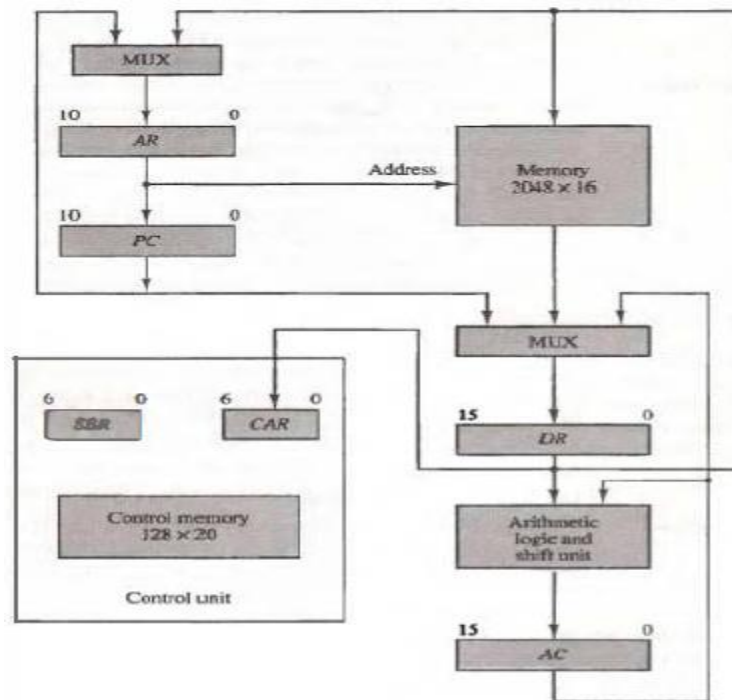 MUX
10 0
AR
Address
Memory
2048 × 16
10 0
PC
MUX
6 0 6 0
SBR CAR
15 0
DR
Control memory
128 × 20
Arithmetic
logic and
shift unit
Control unit
15 0
AC